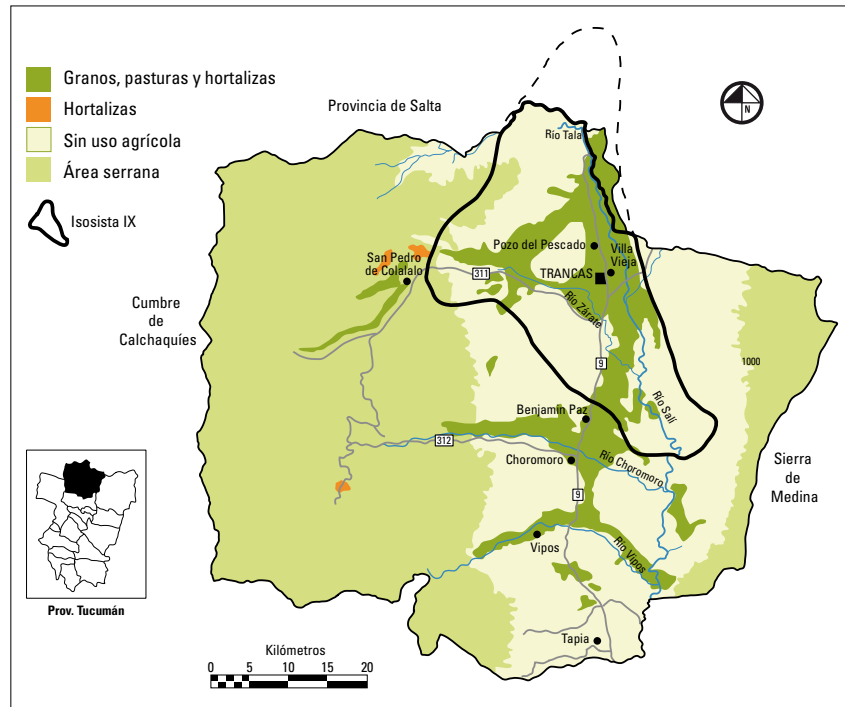 Granos, pasturas y hortalizas
Hortalizas
Sin uso agrícola
Área serrana
Isosista IX
Provincia de Salta
N
Río Tala
Pozo del Pescado
Villa
Vieja
TRANCAS
San Pedro
de Colalalo
311
Río Zárate
Cumbre
de
Calchaquíes
9
1000
Río Salí
Benjamín Paz
312
Choromoro
Río Choromoro
Sierra
de
Medina
9
Vipos
Río Vipos
Tapia
Prov. Tucumán
Kilómetros
0 5 10 15 20